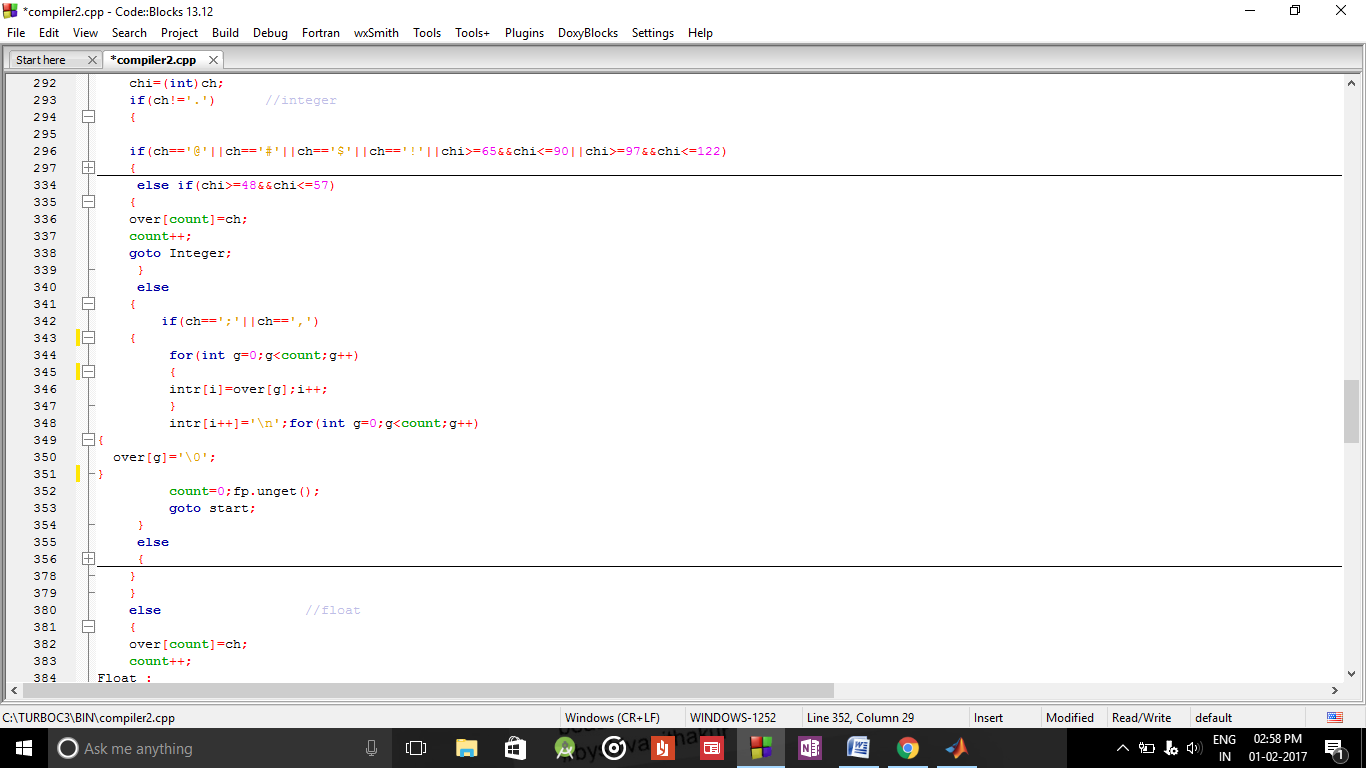 *compiler2.cpp - Code::Blocks 13.12
File Edit View Search Project Build Debug Fortran wxSmith Tools Tools+ Plugins DoxyBlocks Settings Help
Start here *compiler2.cpp
292 chi=(int)ch;
293 if(ch!='.') //integer
294 {
295
296 if(ch=='@'||ch=='#'||ch=='$'||ch=='!'||chi>=65&&chi<=90||chi>=97&&chi<=122)
297 {
334 else if(chi>=48&&chi<=57)
335 {
336 over[count]=ch;
337 count++;
338 goto Integer;
339 }
340 else
341 {
342 if(ch==';'||ch==',')
343 {
344 for(int g=0;g<count;g++)
345 {
346 intr[i]=over[g];i++;
347 }
348 intr[i++]='\n';for(int g=0;g<count;g++)
349 {
350 over[g]='\0';
351 }
352 count=0;fp.unget();
353 goto start;
354 }
355 else
356 {
378 }
379 }
380 else //float
381 {
382 over[count]=ch;
383 count++;
384 Float :
C:\TURBOC3\BIN\compiler2.cpp Windows (CR+LF) WINDOWS-1252 Line 352, Column 29 Insert Modified Read/Write default
Ask me anything
ENG 02:58 PM
IN 01-02-2017
1